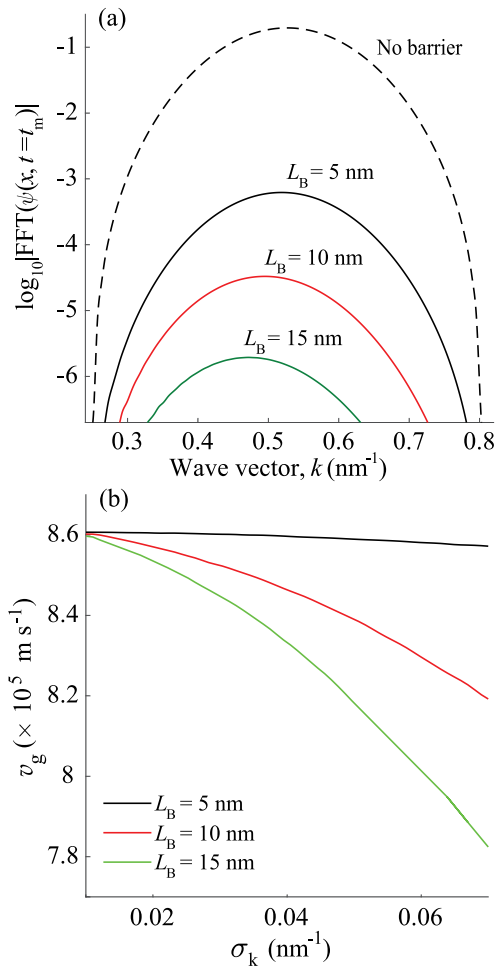 (a)
-1
No barrier
-2
L_B = 5 nm
-3
L_B = 10 nm
-4
L_B = 15 nm
-5
-6
log₁₀|FFT(ψ(x, t=t_m)|
0.3 0.4 0.5 0.6 0.7 0.8
Wave vector, k (nm⁻¹)
(b)
8.6
8.4
8.2
8
7.8
v_g (× 10⁵ m s⁻¹)
L_B = 5 nm
L_B = 10 nm
L_B = 15 nm
0.02 0.04 0.06
σ_k (nm⁻¹)